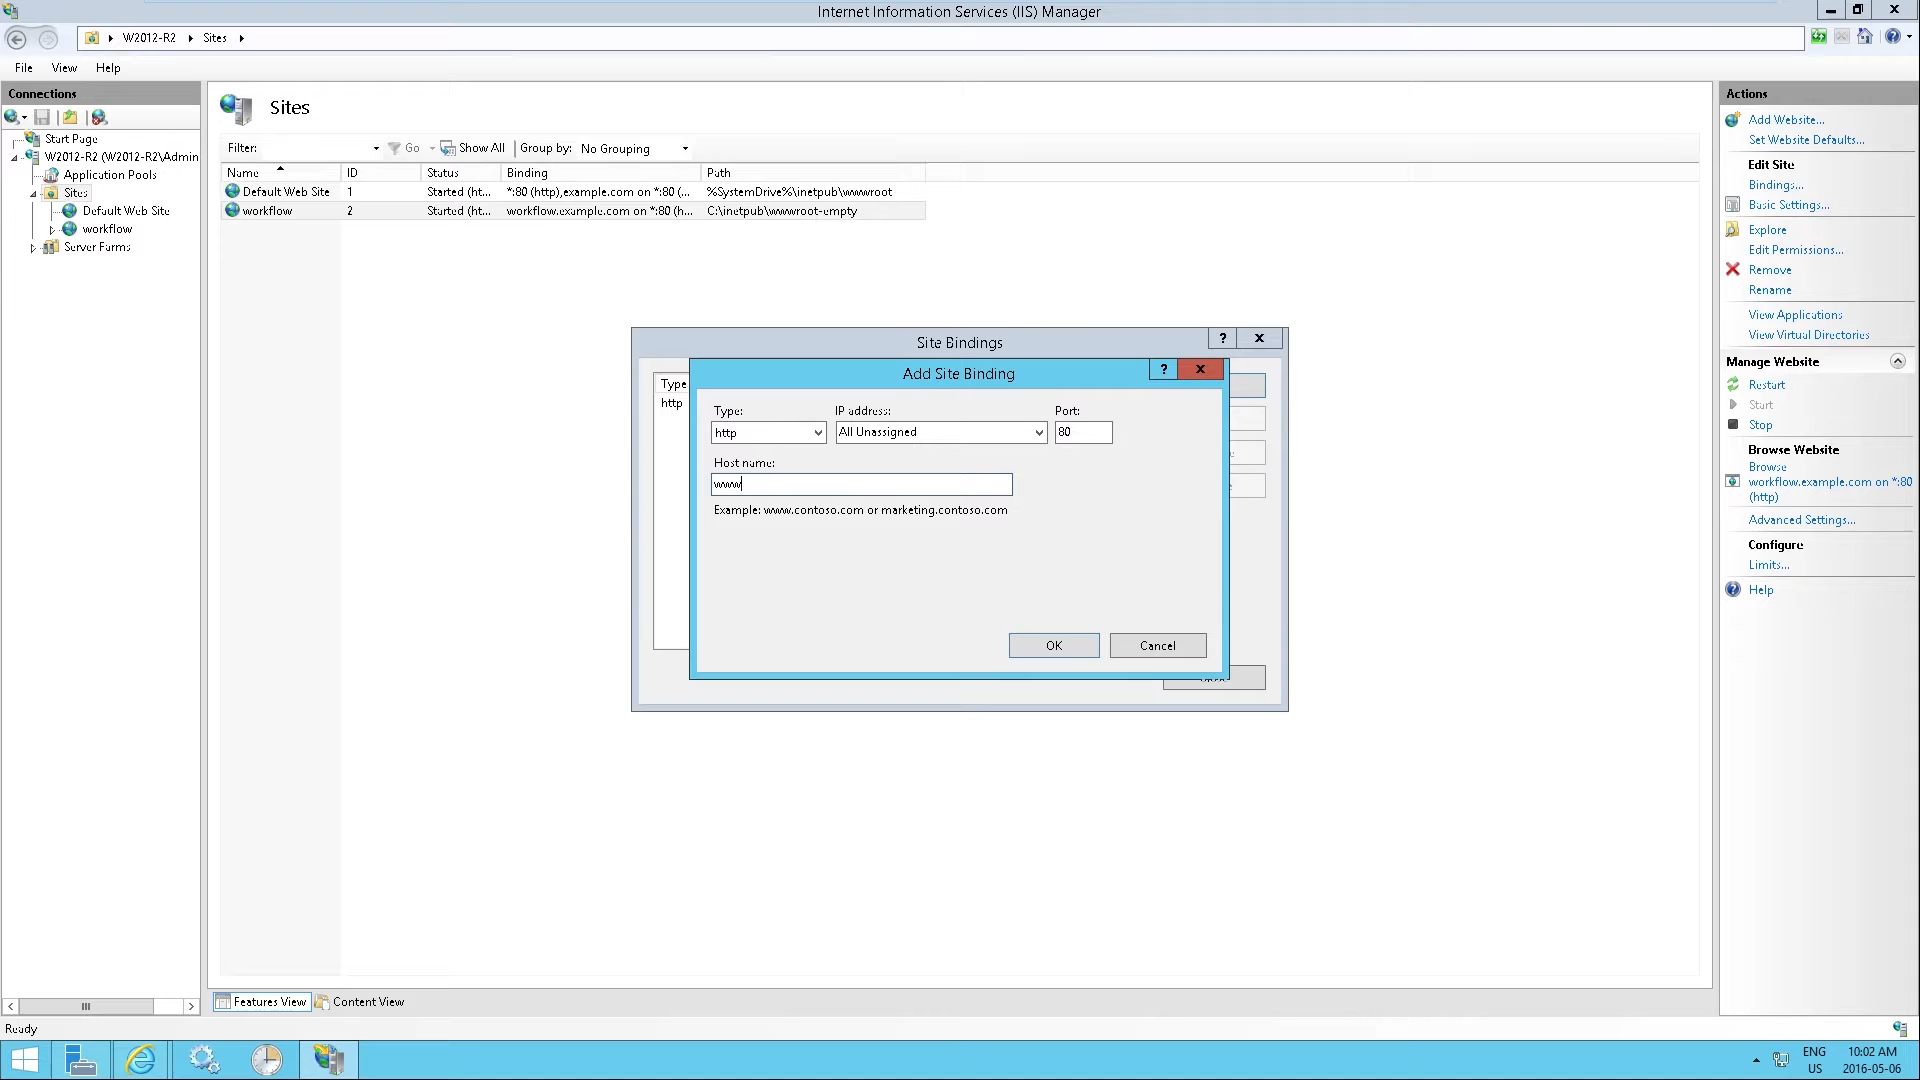 Internet Information Services (IIS) Manager
W2012-R2
Sites
File
View
Help
Connections
Start Page
W2012-R2 (W2012-R2\Admin
Application Pools
Sites
Default Web Site
workflow
Server Farms
Sites
Filter:
Go
Show All
Group by:
No Grouping
Name
ID
Status
Binding
Path
Default Web Site
1
Started (ht...
*:80 (http),example.com on *:80 (...
%SystemDrive%\inetpub\wwwroot
workflow
2
Started (ht...
workflow.example.com on *:80 (h...
C:\inetpub\wwwroot-empty
Site Bindings
?
X
Type
http
Add Site Binding
?
X
Type:
IP address:
Port:
http
All Unassigned
80
Host name:
www
Example: www.contoso.com or marketing.contoso.com
OK
Cancel
Features View
Content View
Actions
Add Website...
Set Website Defaults...
Edit Site
Bindings...
Basic Settings...
Explore
Edit Permissions...
Remove
Rename
View Applications
View Virtual Directories
Manage Website
Restart
Start
Stop
Browse Website
Browse
workflow.example.com on *:80
(http)
Advanced Settings...
Configure
Limits...
Help
Ready
ENG
US
10:02 AM
2016-05-06